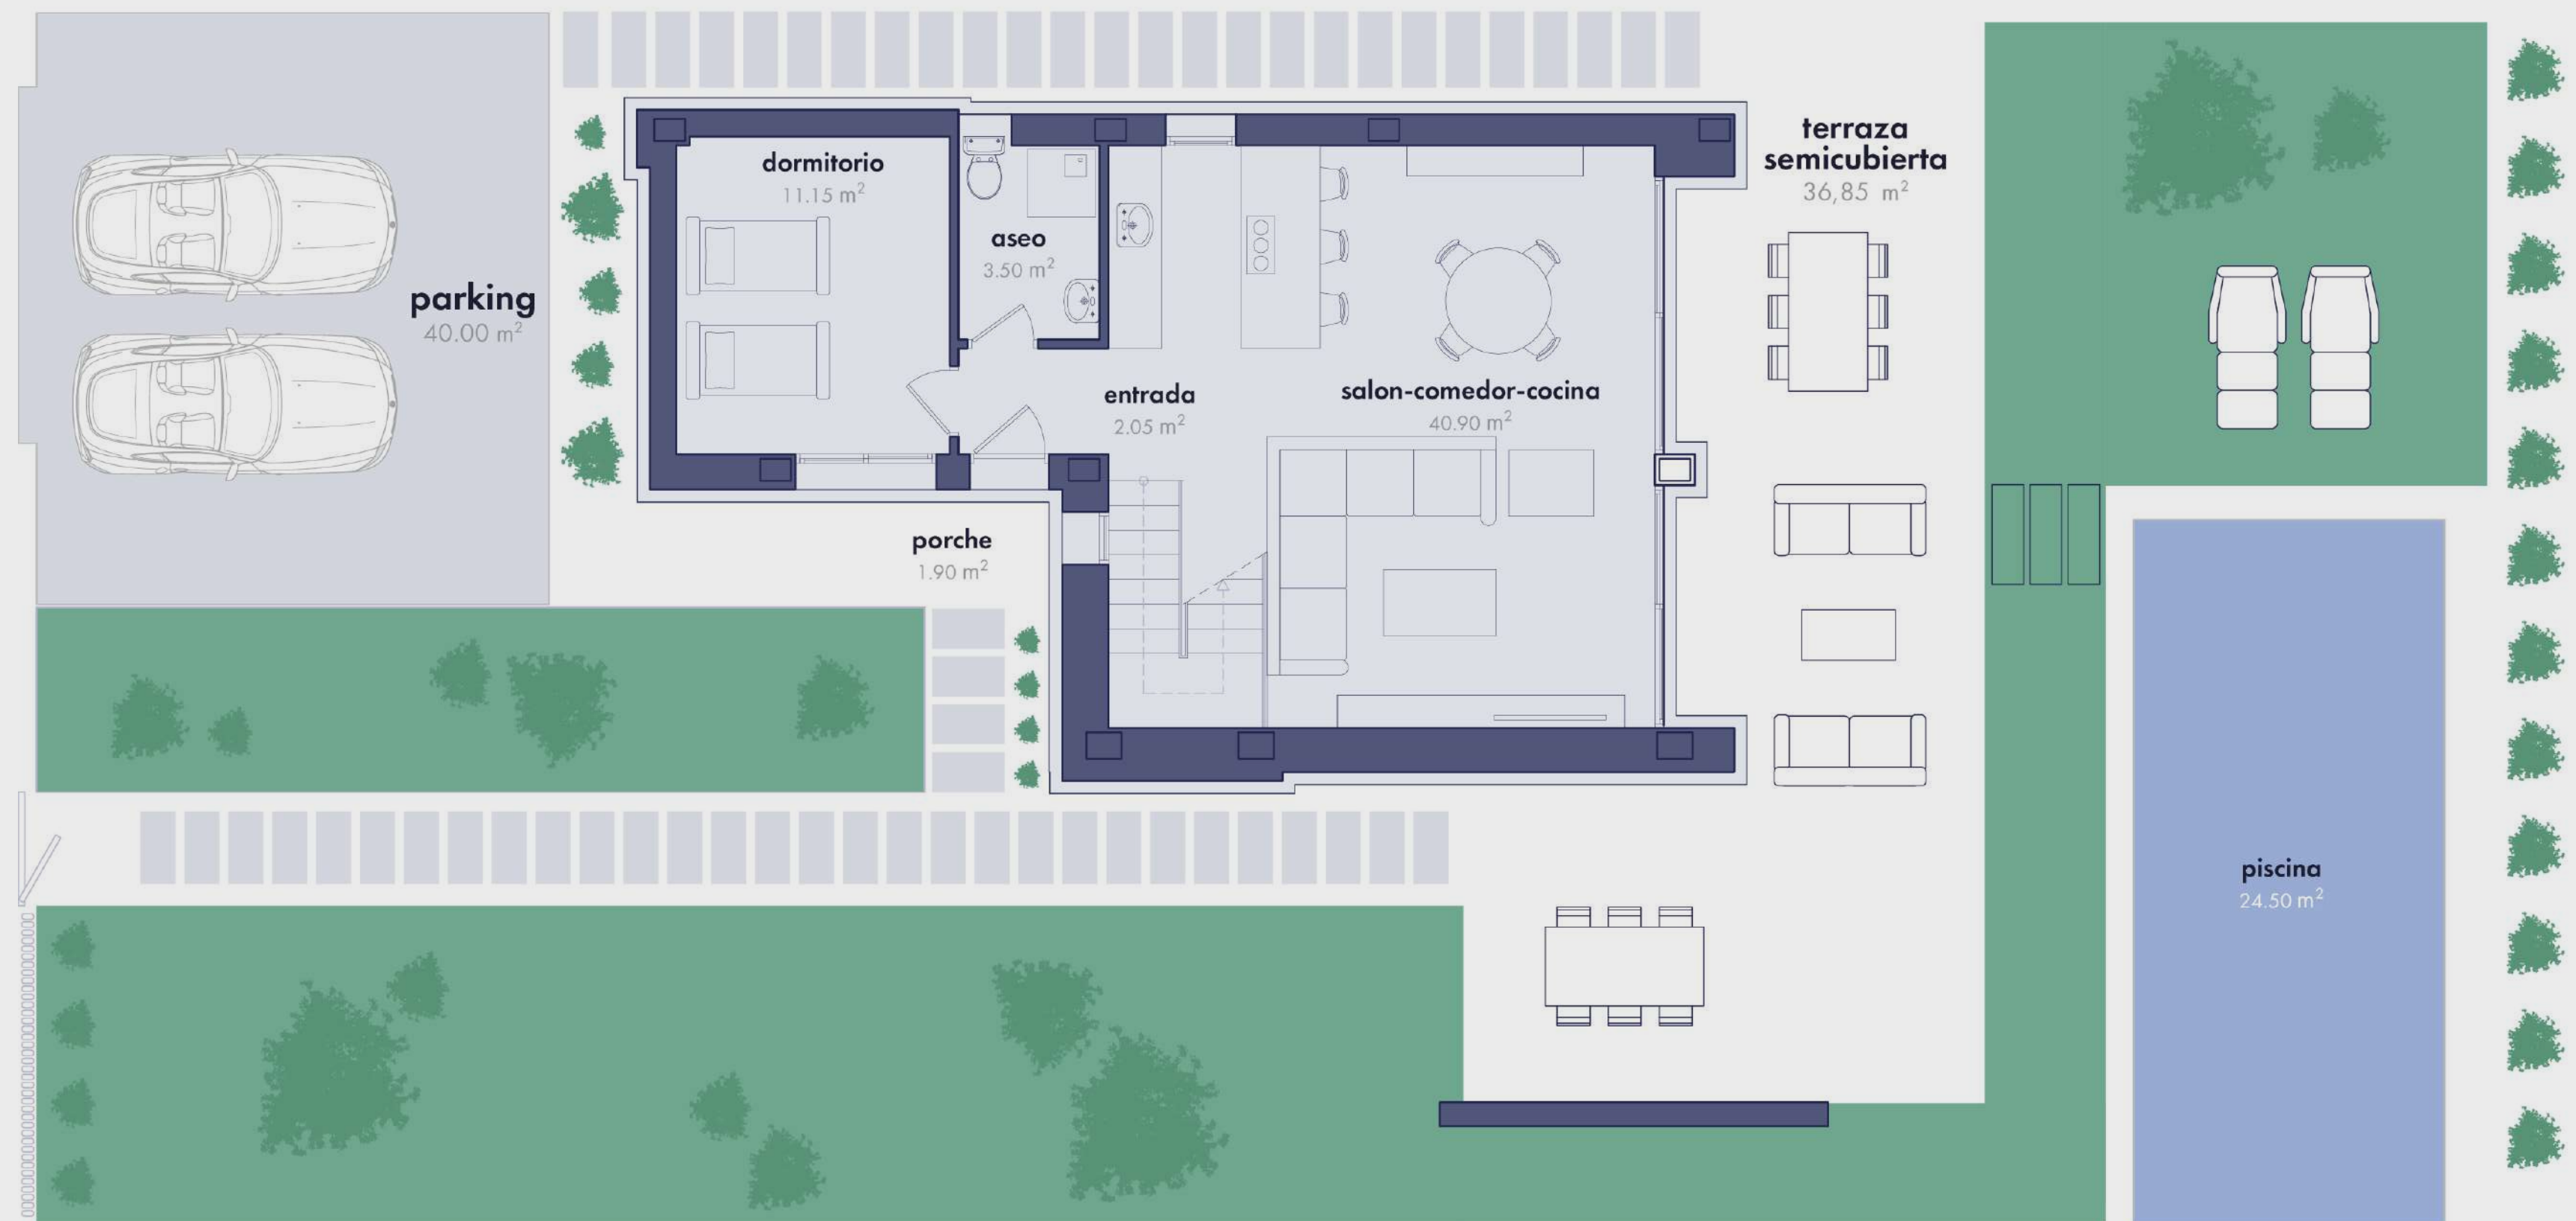 terraza
semicubierta
36,85 m²
dormitorio
11.15 m²
aseo
3.50 m²
parking
40.00 m²
entrada
2.05 m²
salon-comedor-cocina
40.90 m²
porche
1.90 m²
piscina
24.50 m²